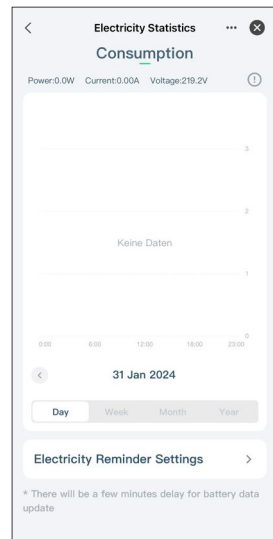 Electricity Statistics
Consumption
Power:0.0W Current:0.00A Voltage:219.2V
3
2
Keine Daten
1
0
0:00 6:00 12:00 18:00 23:00
31 Jan 2024
Day Week Month Year
Electricity Reminder Settings
* There will be a few minutes delay for battery data
update